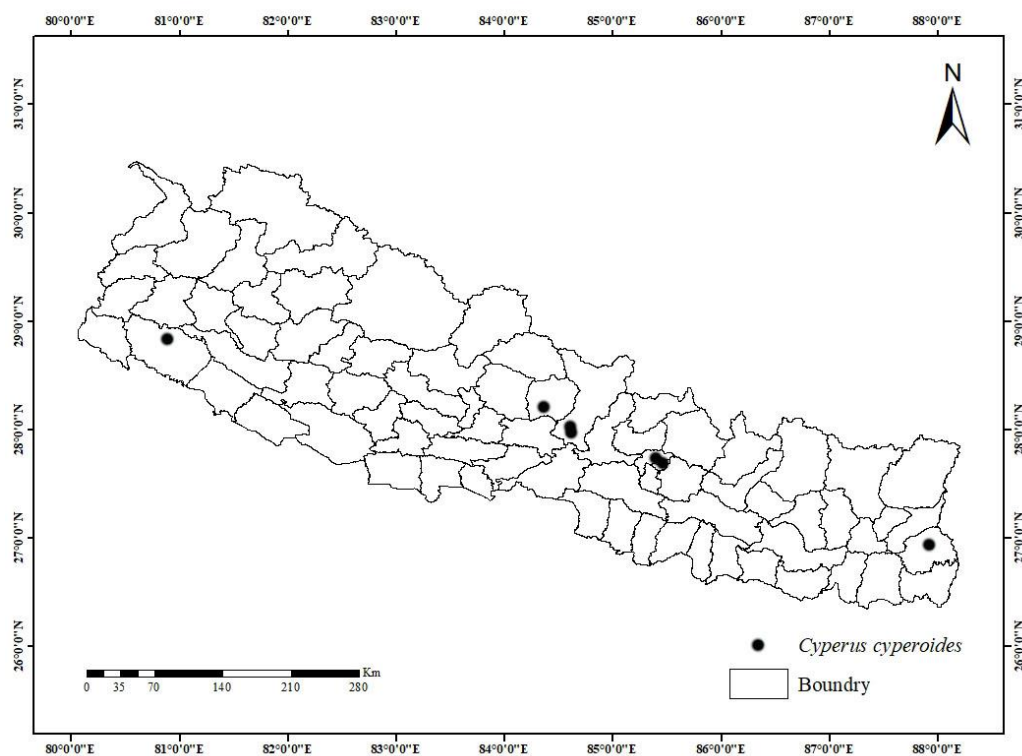 80°0'0"E 81°0'0"E 82°0'0"E 83°0'0"E 84°0'0"E 85°0'0"E 86°0'0"E 87°0'0"E 88°0'0"E
31°0'0"N 31°0'0"N
N
30°0'0"N 30°0'0"N
29°0'0"N 29°0'0"N
28°0'0"N 28°0'0"N
27°0'0"N 27°0'0"N
26°0'0"N 26°0'0"N
Cyperus cyperoides
Boundry
Km
0 35 70 140 210 280
80°0'0"E 81°0'0"E 82°0'0"E 83°0'0"E 84°0'0"E 85°0'0"E 86°0'0"E 87°0'0"E 88°0'0"E